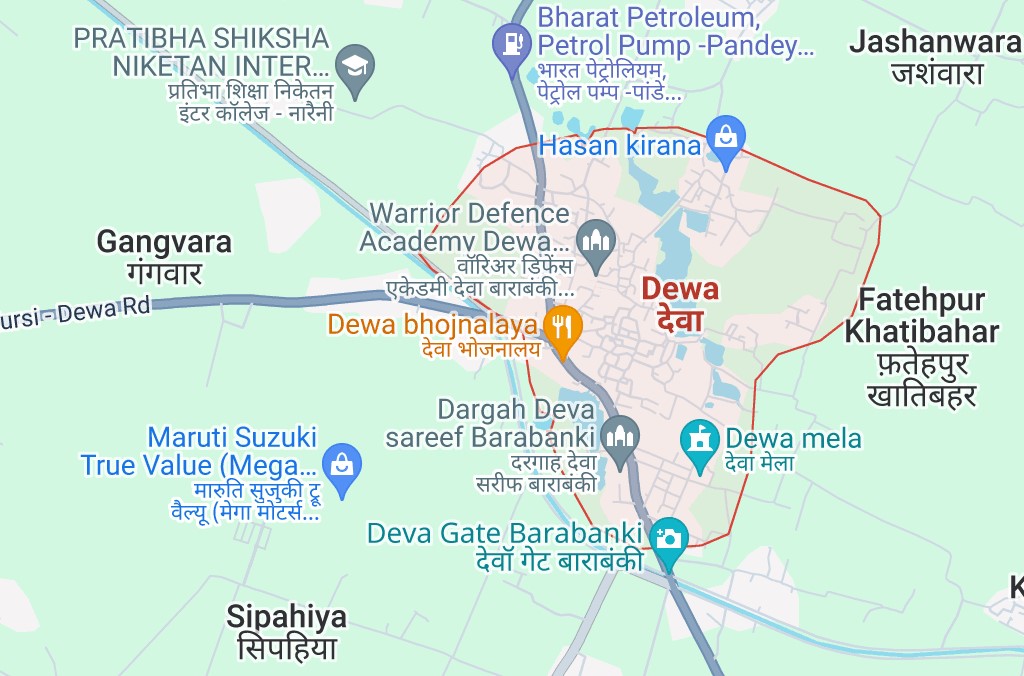 Bharat Petroleum,
Petrol Pump -Pandey...
भारत पेट्रोलियम,
पेट्रोल पम्प -पांडे...
PRATIBHA SHIKSHA
NIKETAN INTER...
प्रतिभा शिक्षा निकेतन
इंटर कॉलेज - नारैनी
Jashanwara
जशंवारा
Hasan kirana
Warrior Defence
Academy Dewa...
वॉरिअर डिफेंस
एकेडमी देवा बाराबंकी...
Gangvara
गंगवार
Dewa
देवा
ursi - Dewa Rd
Fatehpur
Khatibahar
फ़तेहपुर
खातिबहर
Dewa bhojnalaya
देवा भोजनालय
Dargah Deva
sareef Barabanki
दरगाह देवा
सरीफ बाराबंकी
Dewa mela
देवा मेला
Maruti Suzuki
True Value (Mega...
मारुति सुजुकी ट्रू
वैल्यू (मेगा मोटर्स...
Deva Gate Barabanki
देवॉ गेट बाराबंकी
K
Sipahiya
सिपहिया